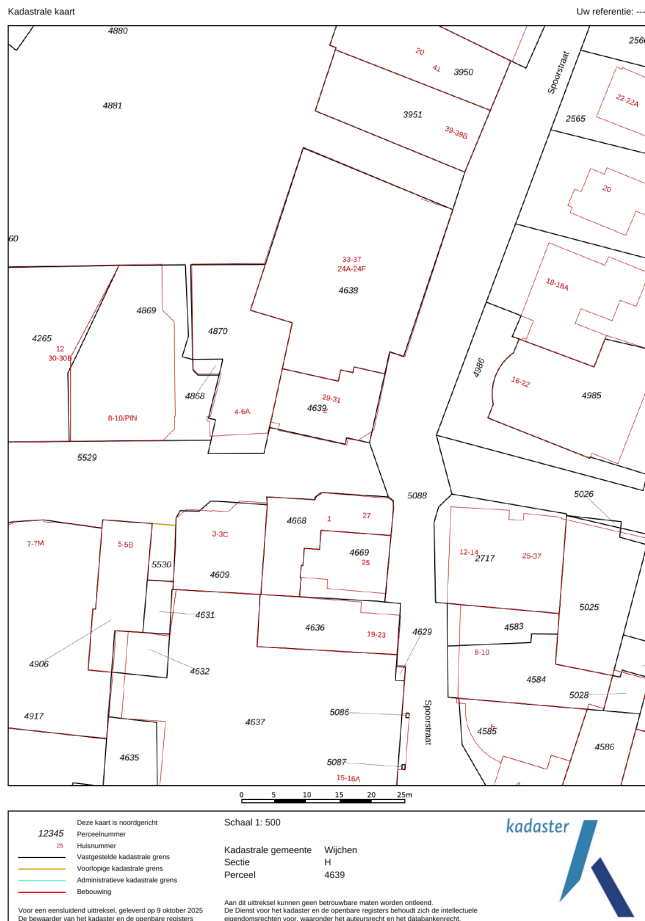 Kadastrale kaart
Uw referentie: ---
4880
4881
20
41
3950
3951
39-39B
Spoorstraat
2566
22-22A
2565
20
60
33-37
24A-24F
4638
18-18A
4869
4870
4265
12
30-30B
4868
4986
16-22
4985
8-10/PIN
4-6A
4639
29-31
5529
5088
5026
7-7M
5-5B
3-3C
4668
1
27
5530
4609
4669
25
12-14
2717
25-37
4631
4636
19-23
4629
4583
5025
8-10
4906
4632
4584
5028
4917
4637
5086
Spoorstraat
4585
4586
4635
5087
15-16A
0 5 10 15 20 25m
Deze kaart is noordgericht
12345 Perceelnummer
25 Huisnummer
Vastgestelde kadastrale grens
Voorlopige kadastrale grens
Administratieve kadastrale grens
Bebouwing
Voor een eensluidend uittreksel, geleverd op 9 oktober 2025
De bewaarder van het kadaster en de openbare registers
Schaal 1: 500
Kadastrale gemeente Wijchen
Sectie H
Perceel 4639
Aan dit uittreksel kunnen geen betrouwbare maten worden ontleend.
De Dienst voor het kadaster en de openbare registers behoudt zich de intellectuele
eigendomsrechten voor, waaronder het auteursrecht en het databankenrecht.
kadaster